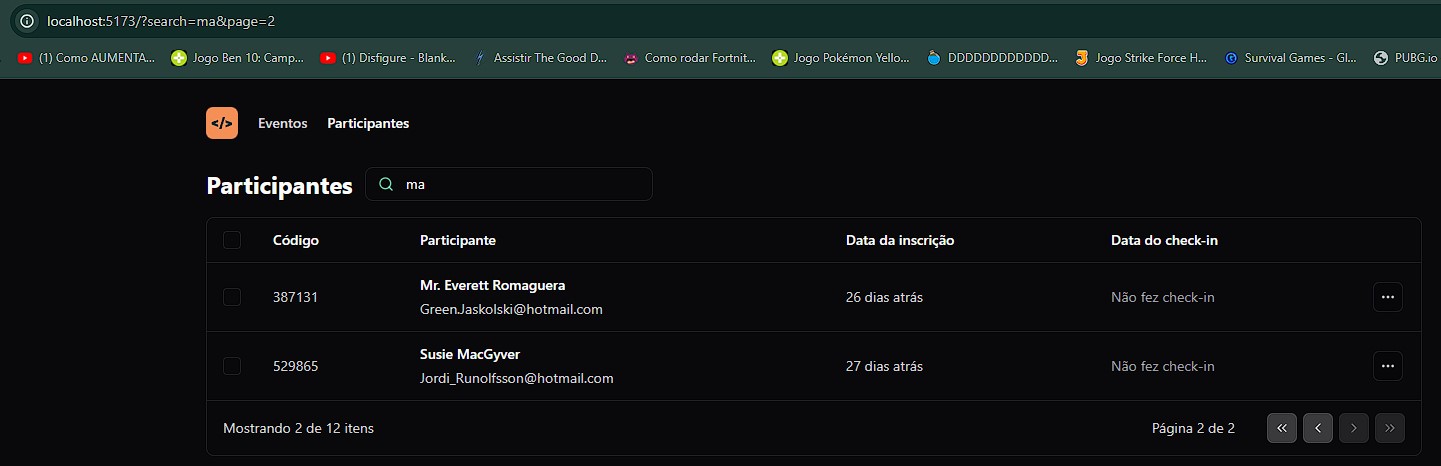 localhost:5173/?search=ma&page=2
(1) Como AUMENTA... Jogo Ben 10: Camp... (1) Disfigure - Blank... Assistir The Good D... Como rodar Fortnit... Jogo Pokémon Yello... DDDDDDDDDDDD... Jogo Strike Force H... Survival Games - Gl... PUBG.io
</> Eventos Participantes
Participantes ma
Código Participante Data da inscrição Data do check-in
Mr. Everett Romaguera
387131 Green.Jaskolski@hotmail.com 26 dias atrás Não fez check-in
Susie MacGyver
529865 Jordi_Runolfsson@hotmail.com 27 dias atrás Não fez check-in
Mostrando 2 de 12 itens Página 2 de 2